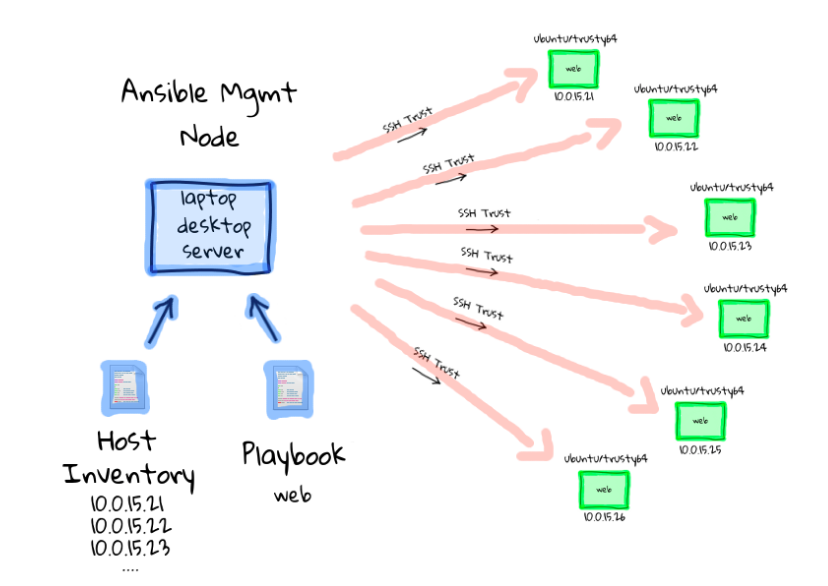 Ansible Mgmt
Node
laptop
desktop
server
Host
Inventory
10.0.15.21
10.0.15.22
10.0.15.23
....
Playbook
web
SSH Trust
SSH Trust
SSH Trust
SSH Trust
SSH Trust
SSH Trust
ubuntu/trusty64
web
10.0.15.21
ubuntu/trusty64
web
10.0.15.22
ubuntu/trusty64
web
10.0.15.23
ubuntu/trusty64
web
10.0.15.24
ubuntu/trusty64
web
10.0.15.25
ubuntu/trusty64
web
10.0.15.26